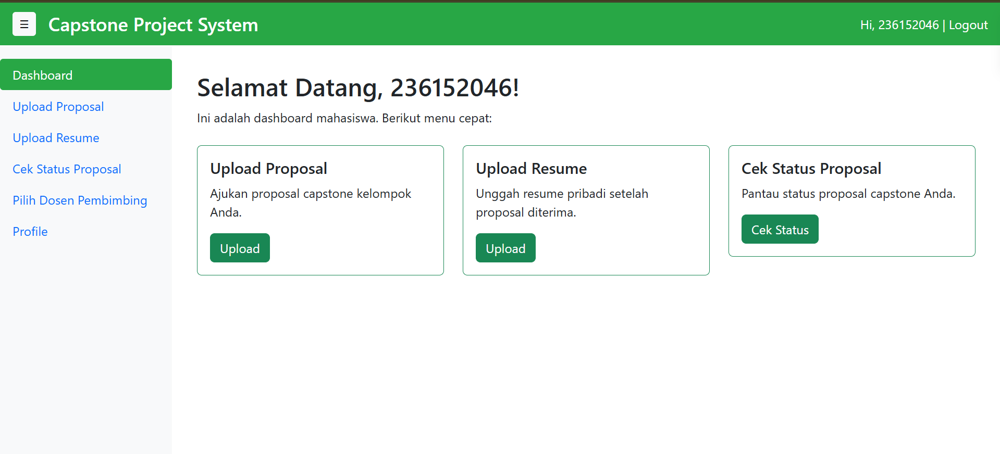 ☰ Capstone Project System
Hi, 236152046 | Logout
Dashboard
Upload Proposal
Upload Resume
Cek Status Proposal
Pilih Dosen Pembimbing
Profile
Selamat Datang, 236152046!
Ini adalah dashboard mahasiswa. Berikut menu cepat:
Upload Proposal
Ajukan proposal capstone kelompok
Anda.
Upload
Upload Resume
Unggah resume pribadi setelah
proposal diterima.
Upload
Cek Status Proposal
Pantau status proposal capstone Anda.
Cek Status